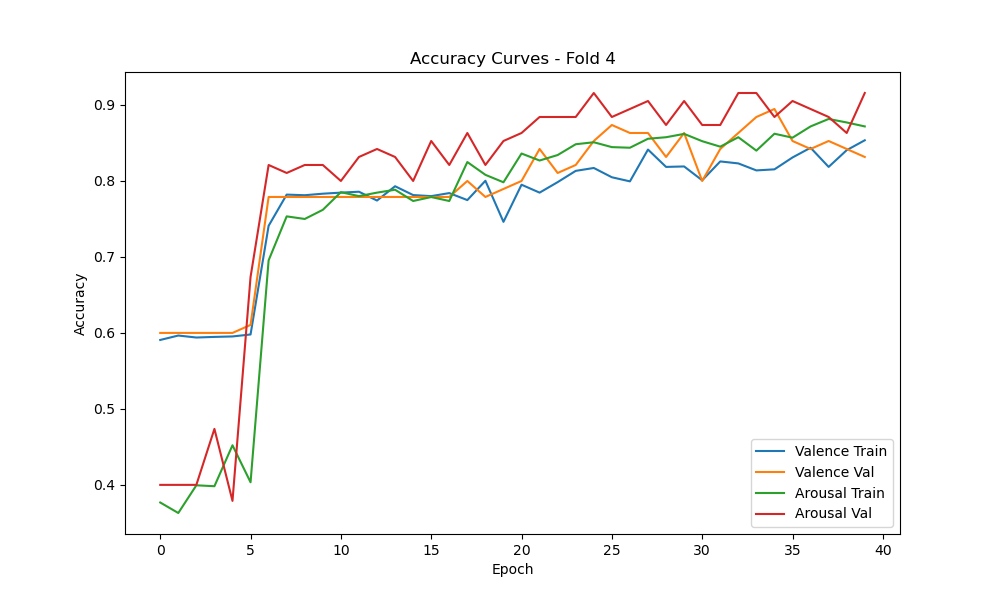 Accuracy Curves - Fold 4
0.9
0.8
0.7
0.6
0.5
0.4
Accuracy
0 5 10 15 20 25 30 35 40
Epoch
Valence Train
Valence Val
Arousal Train
Arousal Val